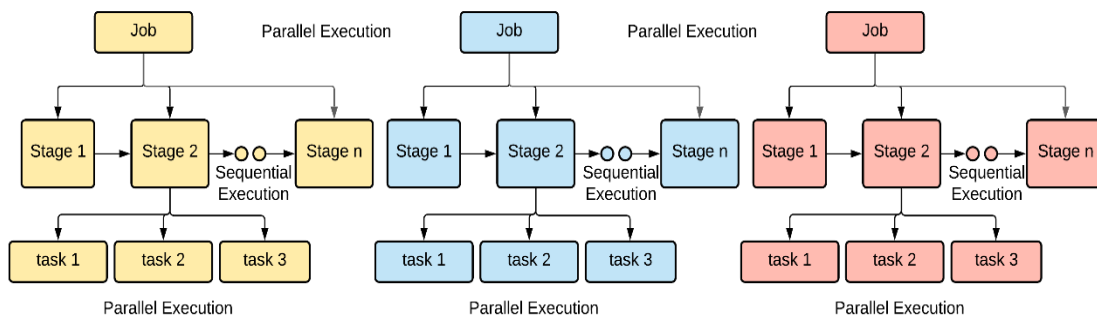 Job
Parallel Execution
Job
Parallel Execution
Job
Stage 1
Stage 2
Stage n
Sequential
Execution
Stage 1
Stage 2
Stage n
Sequential
Execution
Stage 1
Stage 2
Stage n
Sequential
Execution
task 1
task 2
task 3
task 1
task 2
task 3
task 1
task 2
task 3
Parallel Execution
Parallel Execution
Parallel Execution